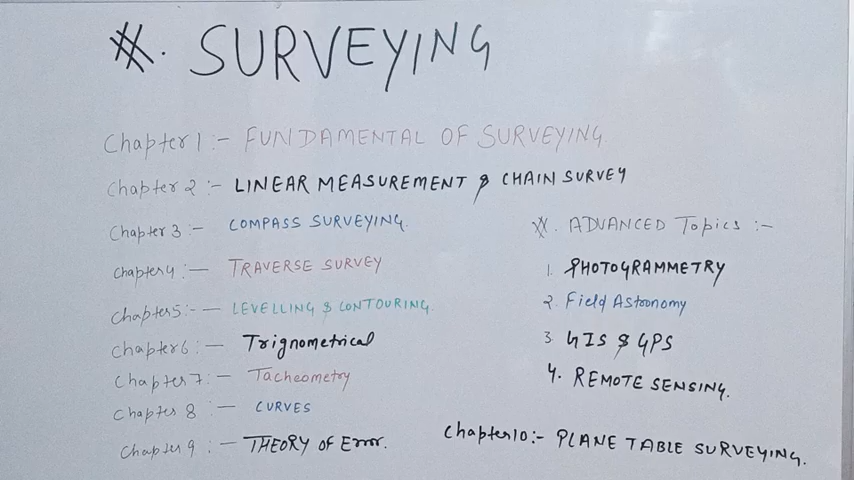 ※. SURVEYING
Chapter 1 :- FUNDAMENTAL OF SURVEYING
Chapter 2 :- LINEAR MEASUREMENT & CHAIN SURVEY
Chapter 3 :- COMPASS SURVEYING.
Chapter 4 :— TRAVERSE SURVEY
Chapter 5 :- — LEVELLING & CONTOURING.
Chapter 6 :— Trignometrical
Chapter 7 :- Tacheometry
Chapter 8 :— CURVES
Chapter 9 :— THEORY OF Error.
※. ADVANCED Topics :-
1. PHOTOGRAMMETRY
2. Field Astronomy
3. GIS & GPS
4. REMOTE SENSING.
Chapter 10 :- PLANE TABLE SURVEYING.